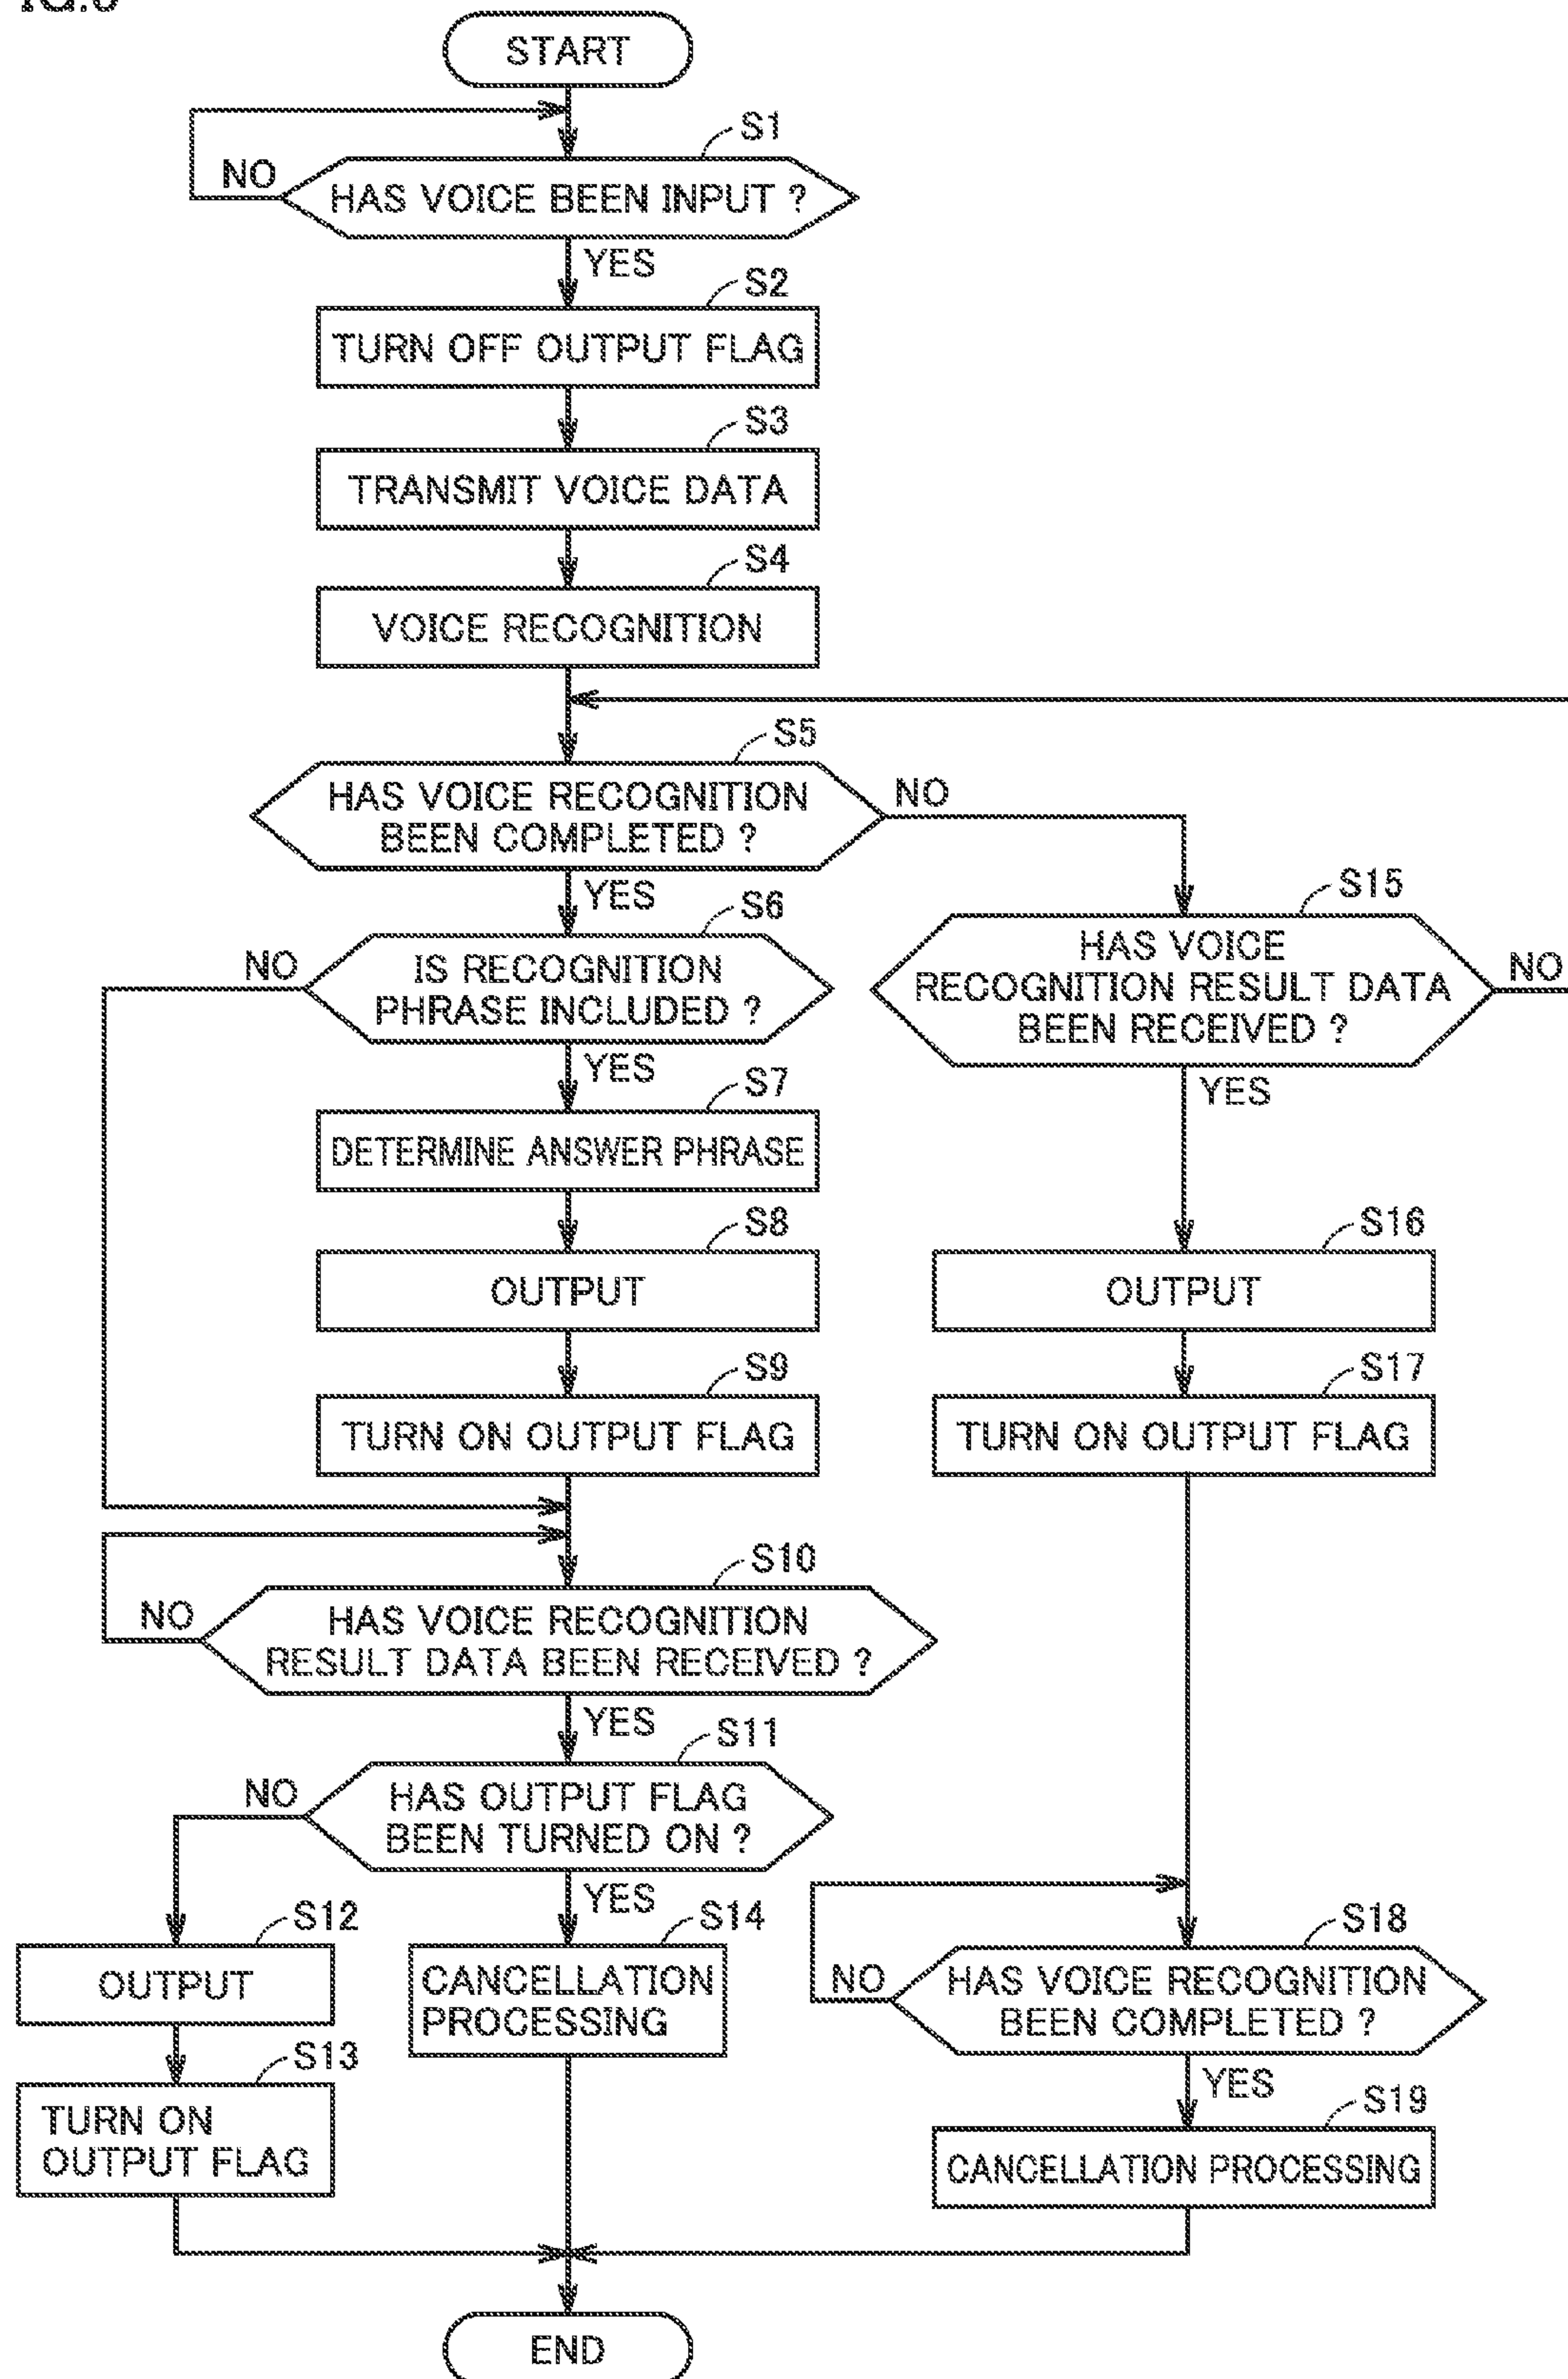 START
S1
NO
HAS VOICE BEEN INPUT ?
YES
S2
TURN OFF OUTPUT FLAG
S3
TRANSMIT VOICE DATA
S4
VOICE RECOGNITION
S5
HAS VOICE RECOGNITION
BEEN COMPLETED ?
NO
YES
S6
NO
IS RECOGNITION
PHRASE INCLUDED ?
YES
S15
HAS VOICE
RECOGNITION RESULT DATA
BEEN RECEIVED ?
NO
YES
S7
DETERMINE ANSWER PHRASE
S8
OUTPUT
S16
OUTPUT
S9
TURN ON OUTPUT FLAG
S17
TURN ON OUTPUT FLAG
S10
NO
HAS VOICE RECOGNITION
RESULT DATA BEEN RECEIVED ?
YES
S11
NO
HAS OUTPUT FLAG
BEEN TURNED ON ?
YES
S12
OUTPUT
S14
CANCELLATION
PROCESSING
S18
NO
HAS VOICE RECOGNITION
BEEN COMPLETED ?
YES
S13
TURN ON
OUTPUT FLAG
S19
CANCELLATION PROCESSING
END